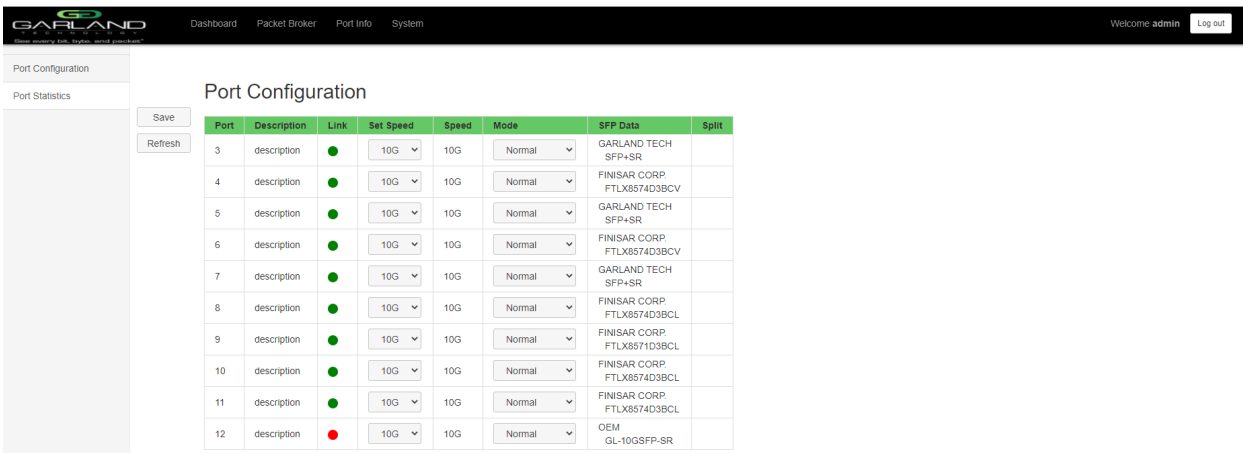 GARLAND
TECHNOLOGY
See every bit, byte, and packet™
Dashboard Packet Broker Port Info System
Welcome admin Log out
Port Configuration
Port Statistics
Save
Refresh
Port Configuration
Port Description Link Set Speed Speed Mode SFP Data Split
3 description 10G 10G Normal GARLAND TECH
SFP+SR
4 description 10G 10G Normal FINISAR CORP.
FTLX8574D3BCV
5 description 10G 10G Normal GARLAND TECH
SFP+SR
6 description 10G 10G Normal FINISAR CORP.
FTLX8574D3BCV
7 description 10G 10G Normal GARLAND TECH
SFP+SR
8 description 10G 10G Normal FINISAR CORP.
FTLX8574D3BCL
9 description 10G 10G Normal FINISAR CORP.
FTLX8571D3BCL
10 description 10G 10G Normal FINISAR CORP.
FTLX8574D3BCL
11 description 10G 10G Normal FINISAR CORP.
FTLX8574D3BCL
12 description 10G 10G Normal OEM
GL-10GSFP-SR